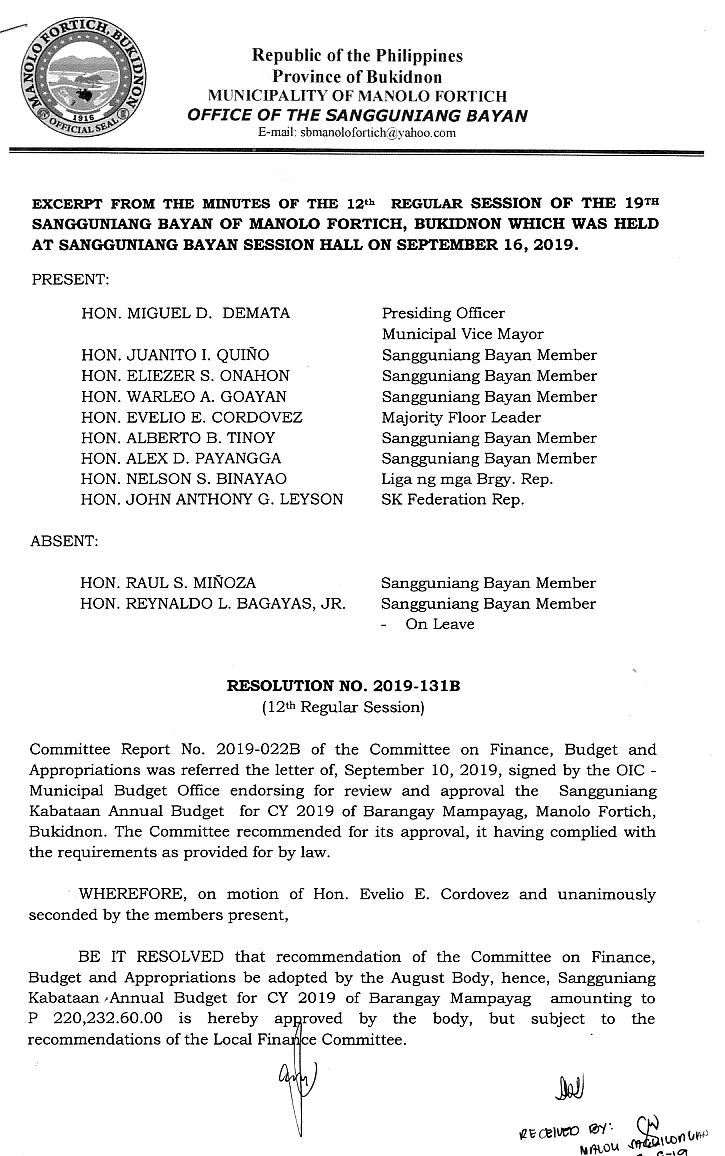 MANOLO FORTICH, BUKIDNON
1916
OFFICIAL SEAL
Republic of the Philippines
Province of Bukidnon
MUNICIPALITY OF MANOLO FORTICH
OFFICE OF THE SANGGUNIANG BAYAN
E-mail: sbmanolofortich@yahoo.com
EXCERPT FROM THE MINUTES OF THE 12th REGULAR SESSION OF THE 19TH
SANGGUNIANG BAYAN OF MANOLO FORTICH, BUKIDNON WHICH WAS HELD
AT SANGGUNIANG BAYAN SESSION HALL ON SEPTEMBER 16, 2019.
PRESENT:
HON. MIGUEL D. DEMATA Presiding Officer
Municipal Vice Mayor
HON. JUANITO I. QUIÑO Sangguniang Bayan Member
HON. ELIEZER S. ONAHON Sangguniang Bayan Member
HON. WARLEO A. GOAYAN Sangguniang Bayan Member
HON. EVELIO E. CORDOVEZ Majority Floor Leader
HON. ALBERTO B. TINOY Sangguniang Bayan Member
HON. ALEX D. PAYANGGA Sangguniang Bayan Member
HON. NELSON S. BINAYAO Liga ng mga Brgy. Rep.
HON. JOHN ANTHONY G. LEYSON SK Federation Rep.
ABSENT:
HON. RAUL S. MIÑOZA Sangguniang Bayan Member
HON. REYNALDO L. BAGAYAS, JR. Sangguniang Bayan Member
- On Leave
RESOLUTION NO. 2019-131B
(12th Regular Session)
Committee Report No. 2019-022B of the Committee on Finance, Budget and
Appropriations was referred the letter of, September 10, 2019, signed by the OIC -
Municipal Budget Office endorsing for review and approval the Sangguniang
Kabataan Annual Budget for CY 2019 of Barangay Mampayag, Manolo Fortich,
Bukidnon. The Committee recommended for its approval, it having complied with
the requirements as provided for by law.
WHEREFORE, on motion of Hon. Evelio E. Cordovez and unanimously
seconded by the members present,
BE IT RESOLVED that recommendation of the Committee on Finance,
Budget and Appropriations be adopted by the August Body, hence, Sangguniang
Kabataan Annual Budget for CY 2019 of Barangay Mampayag amounting to
P 220,232.60.00 is hereby approved by the body, but subject to the
recommendations of the Local Finance Committee.
RECEIVED BY:
MALOU